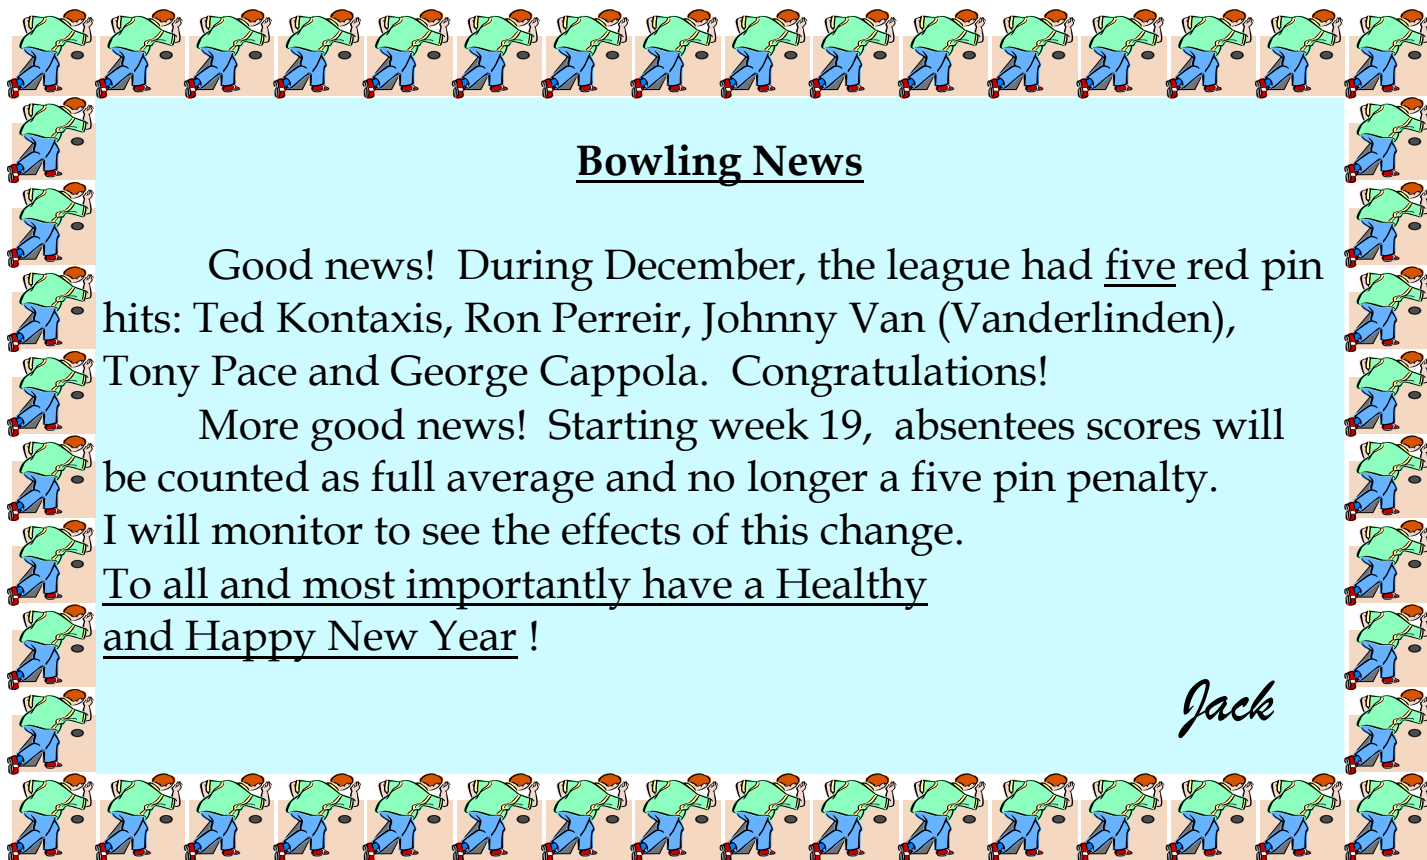 Bowling News
Good news! During December, the league had five red pin
hits: Ted Kontaxis, Ron Perreir, Johnny Van (Vanderlinden),
Tony Pace and George Cappola. Congratulations!
More good news! Starting week 19, absentees scores will
be counted as full average and no longer a five pin penalty.
I will monitor to see the effects of this change.
To all and most importantly have a Healthy
and Happy New Year !
Jack